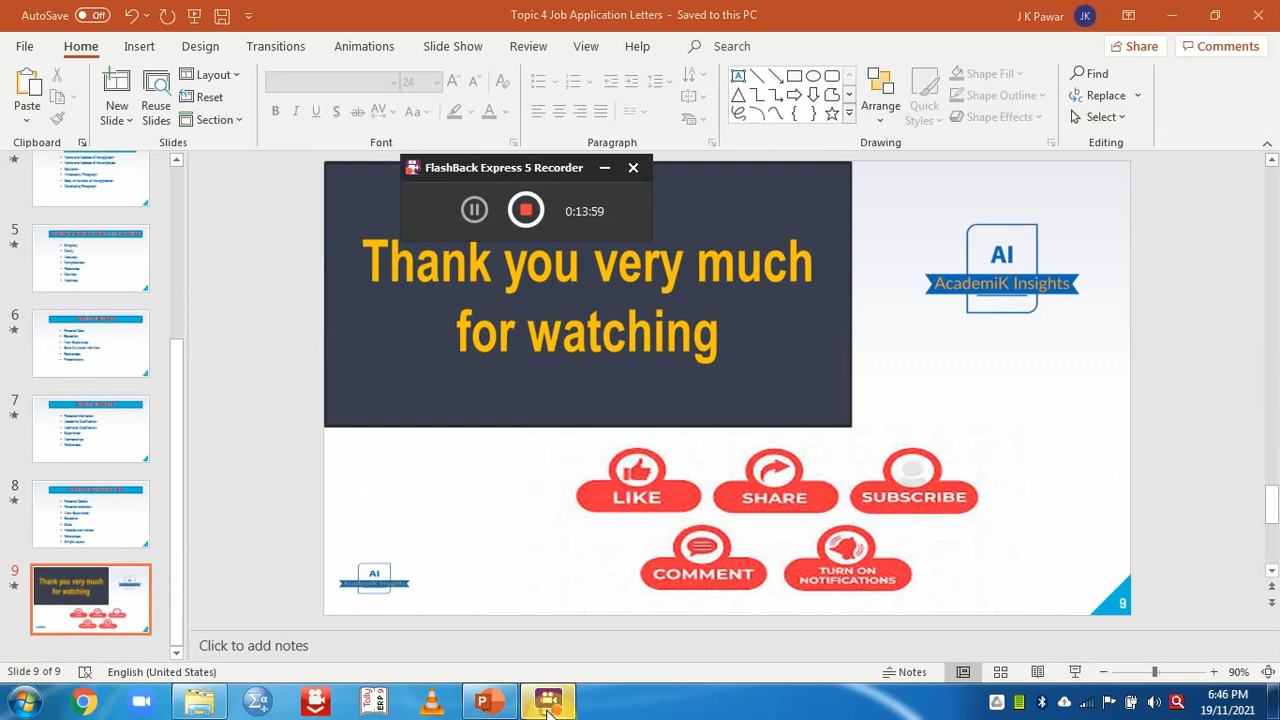 AutoSave Off
Topic 4 Job Application Letters - Saved to this PC
J K Pawar JK
File Home Insert Design Transitions Animations Slide Show Review View Help Search
Share Comments
Paste
New Slide
Reuse Slides
Layout
Reset
Section
24
Arrange
Quick Styles
Shape Fill
Shape Outline
Shape Effects
Find
Replace
Select
Clipboard Slides Font Paragraph Drawing Editing
FlashBack Express 5 Recorder
0:13:59
5
6
7
8
9
Thank you very much
for watching
AI
AcademiK Insights
LIKE
SHARE
SUBSCRIBE
COMMENT
TURN ON
NOTIFICATIONS
AI
AcademiK Insights
9
Click to add notes
Slide 9 of 9 English (United States) Notes 90%
6:46 PM
19/11/2021